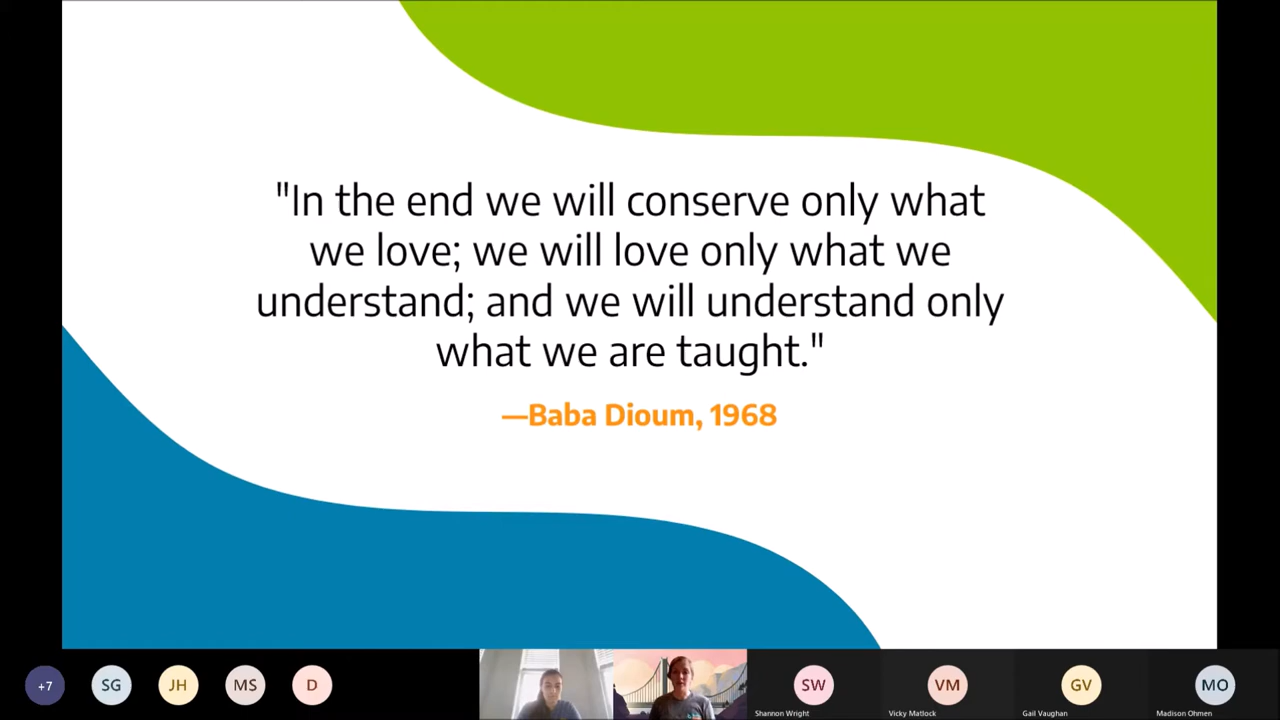 "In the end we will conserve only what
we love; we will love only what we
understand; and we will understand only
what we are taught."
—Baba Dioum, 1968
+7
SG
JH
MS
D
SW
VM
GV
MO
Shannon Wright
Vicky Matlock
Gail Vaughan
Madison Ohmen